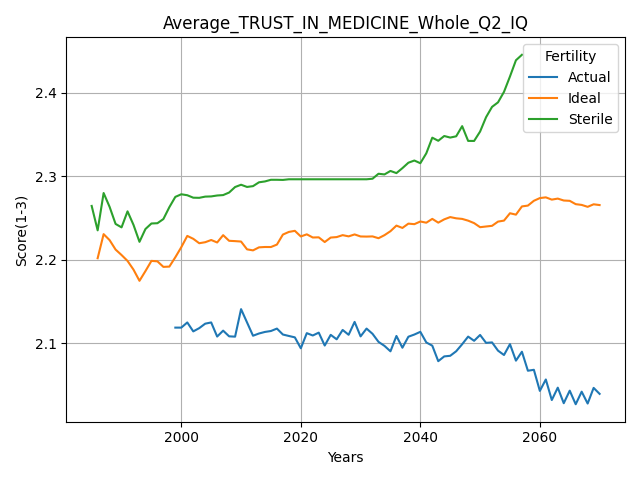 Average_TRUST_IN_MEDICINE_Whole_Q2_IQ
Fertility
Actual
Ideal
Sterile
Score(1-3)
2.4
2.3
2.2
2.1
2000
2020
2040
2060
Years